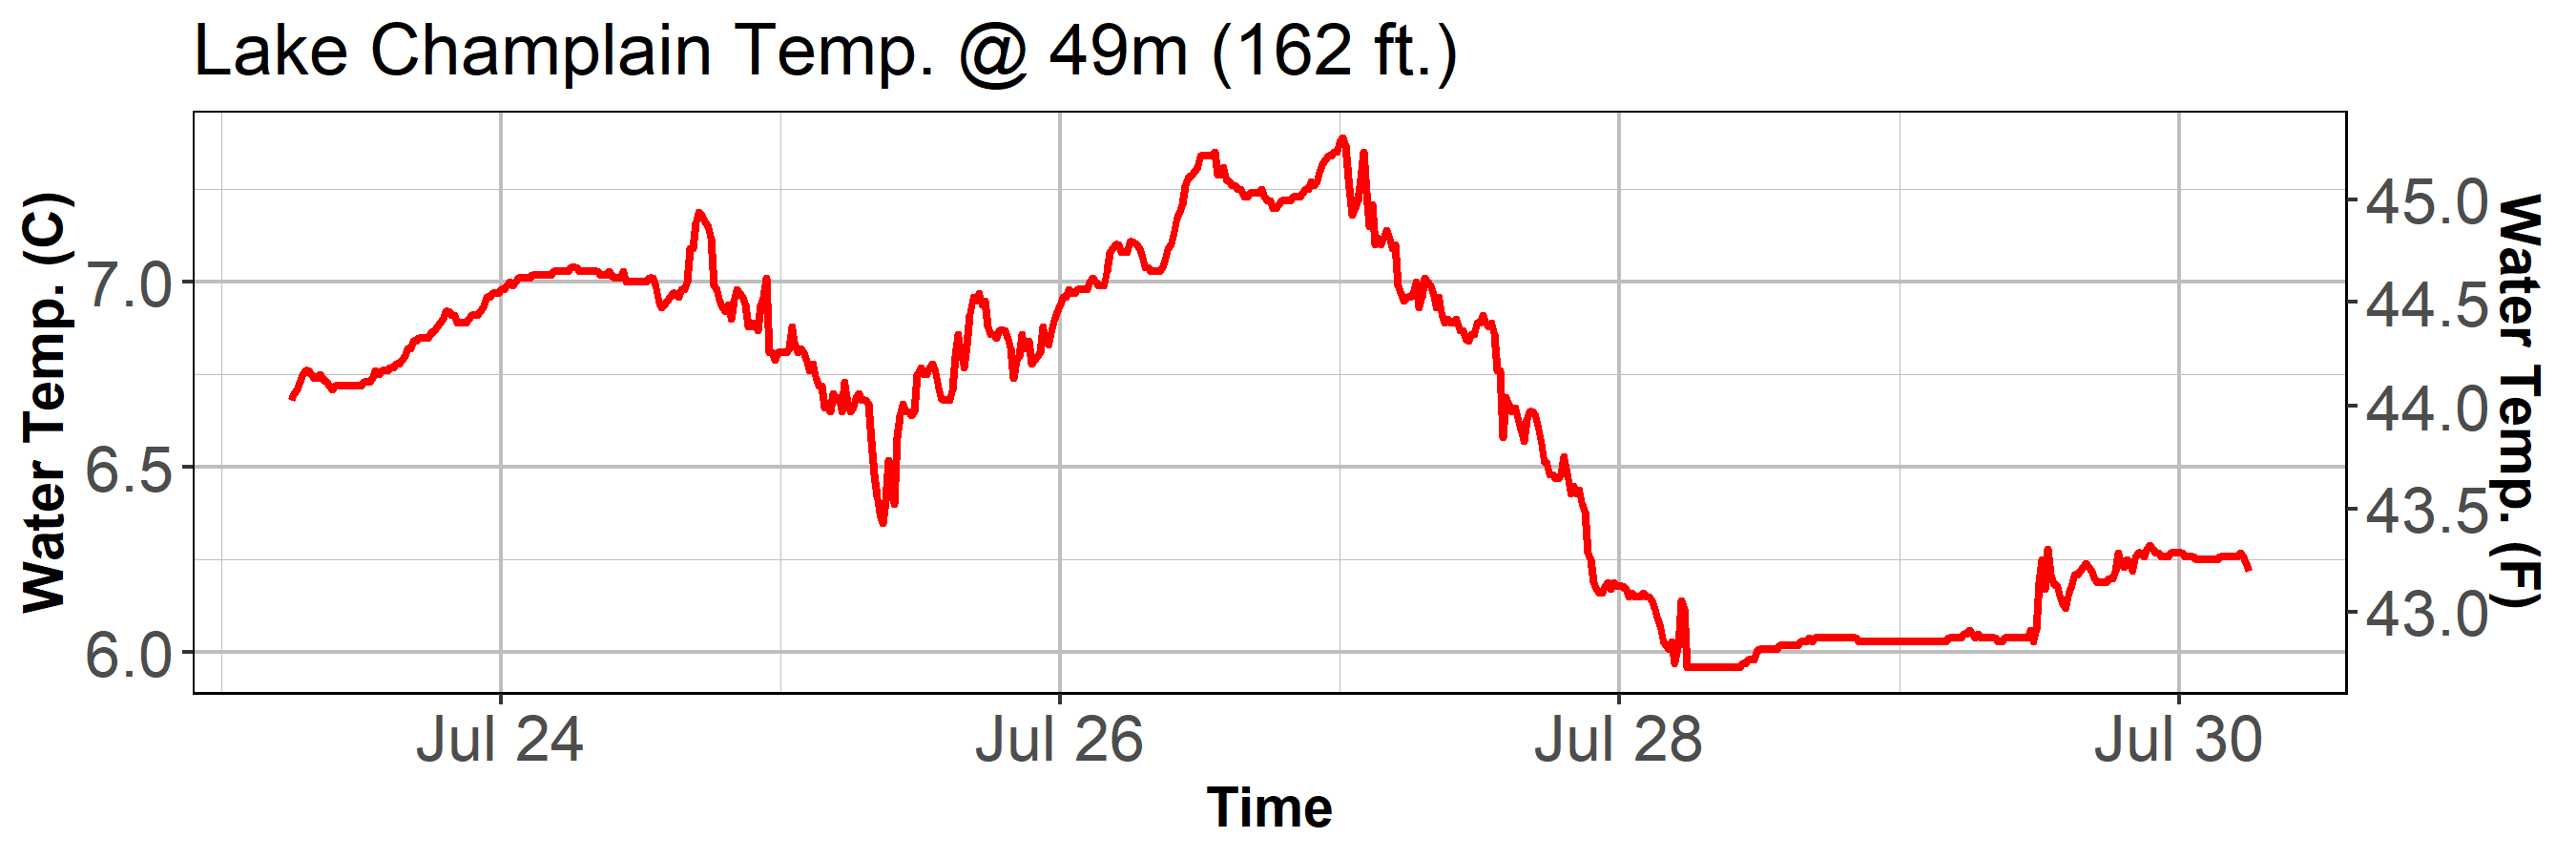 Lake Champlain Temp. @ 49m (162 ft.)
Water Temp. (C)
7.0
6.5
6.0
45.0
44.5
44.0
43.5
43.0
Water Temp. (F)
Jul 24
Jul 26
Jul 28
Jul 30
Time